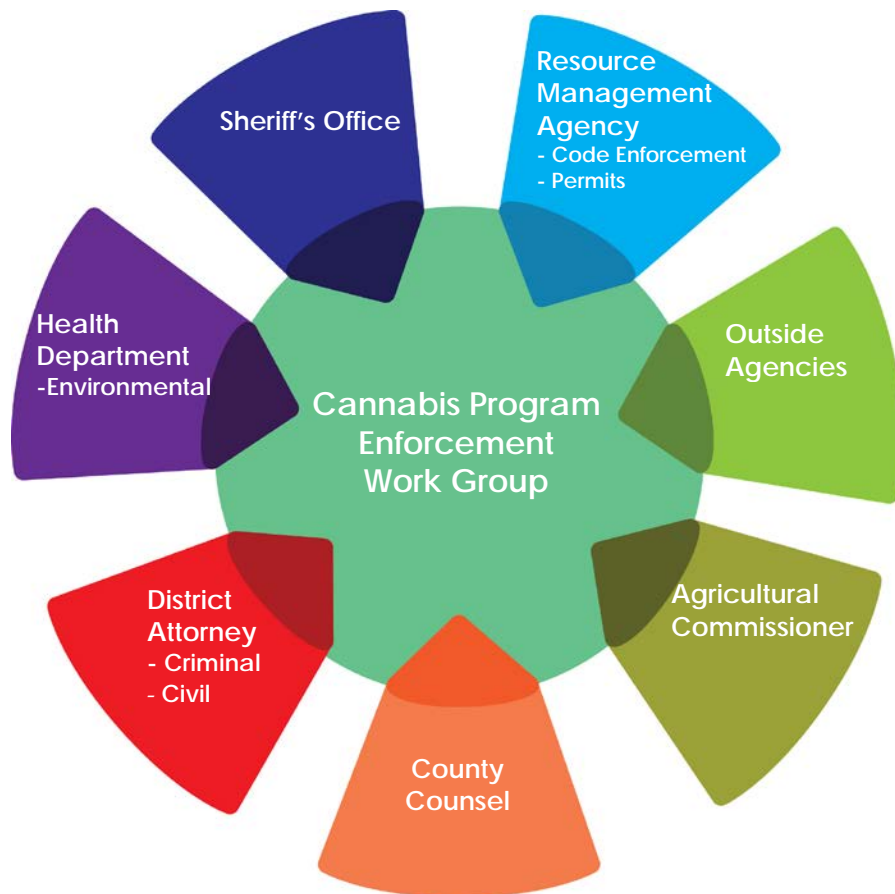 Sheriff's Office
Resource
Management
Agency
- Code Enforcement
- Permits
Health
Department
-Environmental
Outside
Agencies
Cannabis Program
Enforcement
Work Group
District
Attorney
- Criminal
- Civil
Agricultural
Commissioner
County
Counsel